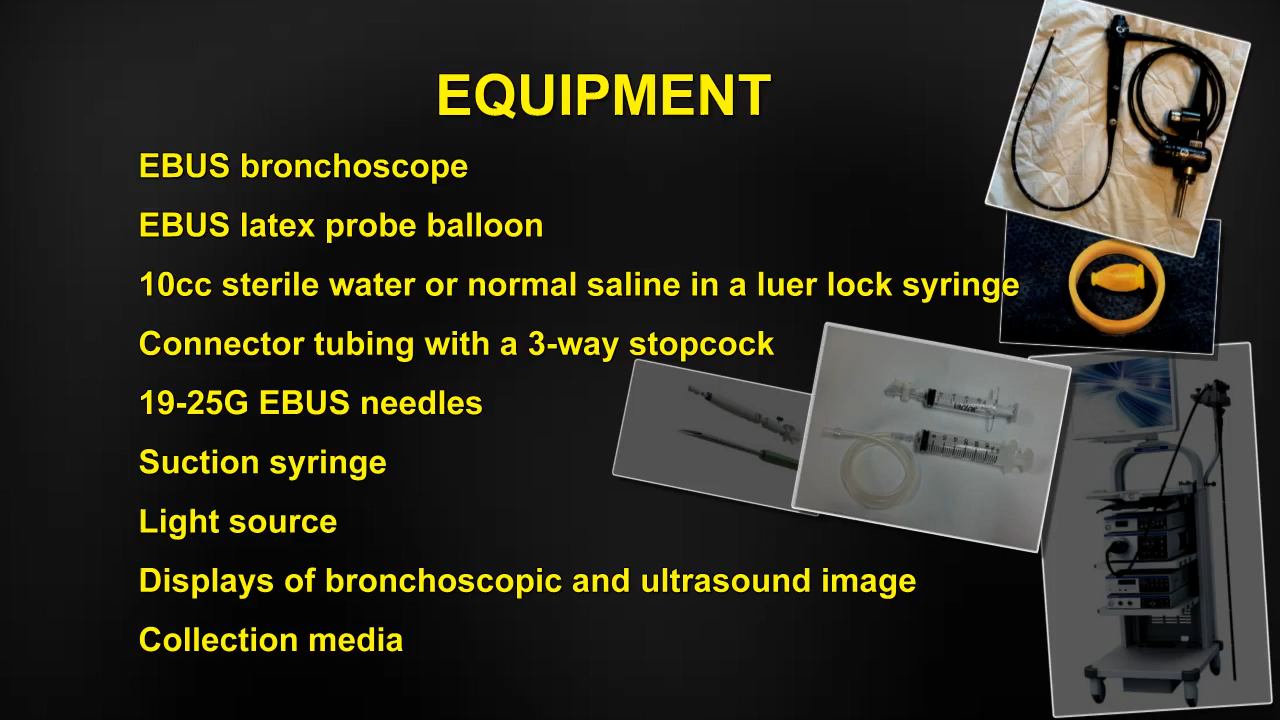 EQUIPMENT
EBUS bronchoscope
EBUS latex probe balloon
10cc sterile water or normal saline in a luer lock syringe
Connector tubing with a 3-way stopcock
19-25G EBUS needles
Suction syringe
Light source
Displays of bronchoscopic and ultrasound image
Collection media